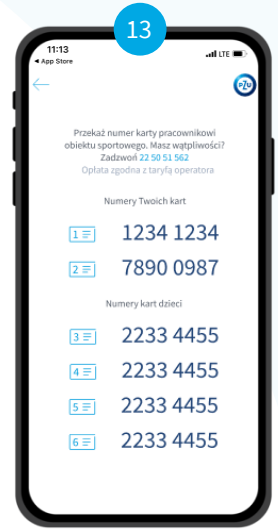 13
11:13
LTE
◀ App Store
PZU
Przekaż numer karty pracownikowi
obiektu sportowego. Masz wątpliwości?
Zadzwoń 22 50 51 562
Opłata zgodna z taryfą operatora
Numery Twoich kart
1 1234 1234
2 7890 0987
Numery kart dzieci
3 2233 4455
4 2233 4455
5 2233 4455
6 2233 4455